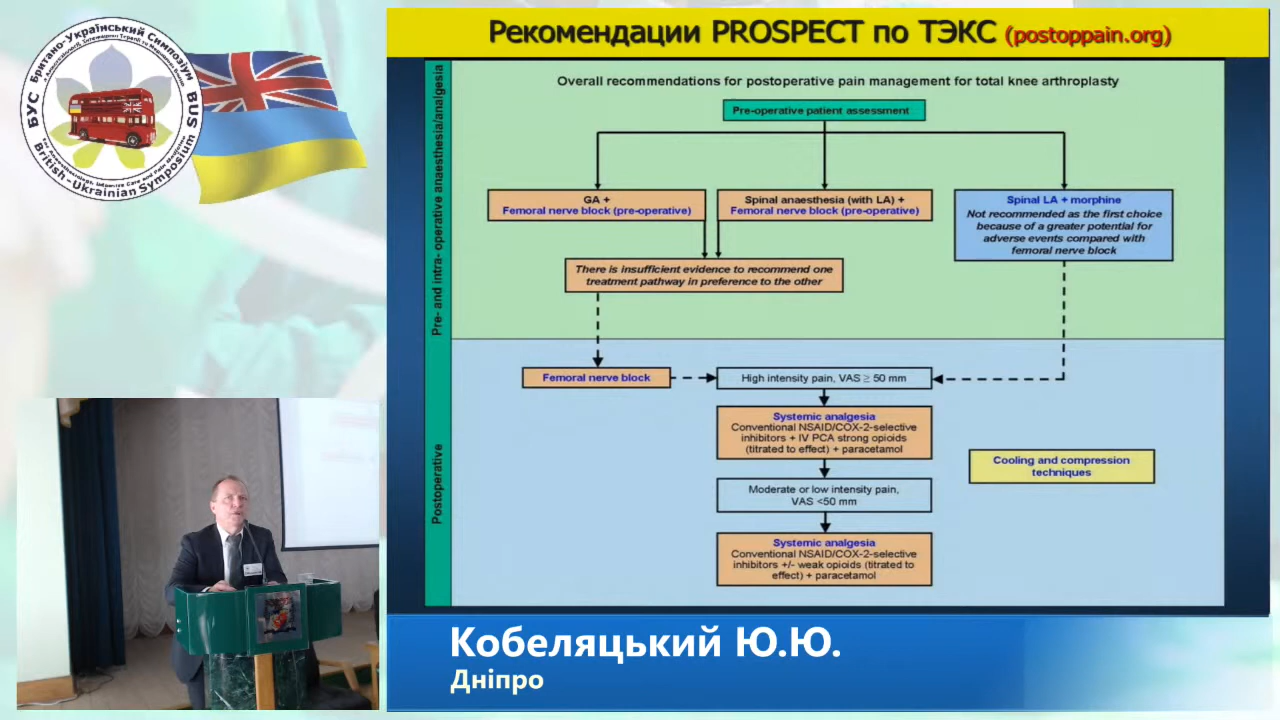 Британо-Український Симпозіум
БУС
BUS
British-Ukrainian Symposium
Рекомендации PROSPECT по ТЭКС (postoppain.org)
Overall recommendations for postoperative pain management for total knee arthroplasty
Pre- and intra- operative anaesthesia/analgesia
Pre-operative patient assessment
GA +
Femoral nerve block (pre-operative)
Spinal anaesthesia (with LA) +
Femoral nerve block (pre-operative)
Spinal LA + morphine
Not recommended as the first choice
because of a greater potential for
adverse events compared with
femoral nerve block
There is insufficient evidence to recommend one
treatment pathway in preference to the other
Postoperative
Femoral nerve block
High intensity pain, VAS ≥ 50 mm
Systemic analgesia
Conventional NSAID/COX-2-selective
inhibitors + IV PCA strong opioids
(titrated to effect) + paracetamol
Cooling and compression
techniques
Moderate or low intensity pain,
VAS <50 mm
Systemic analgesia
Conventional NSAID/COX-2-selective
inhibitors +/- weak opioids (titrated to
effect) + paracetamol
Кобеляцький Ю.Ю.
Дніпро